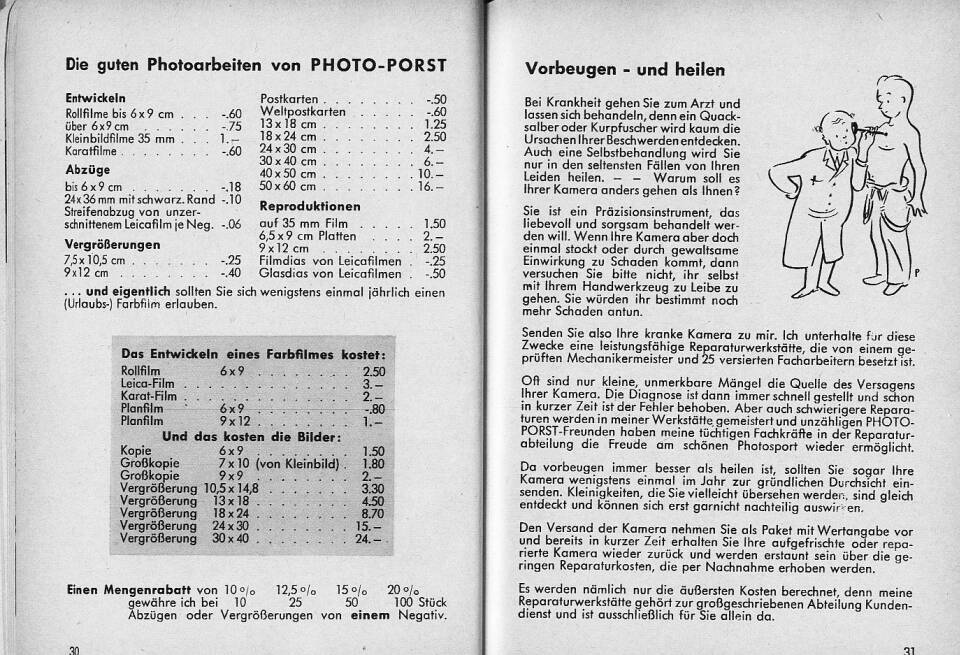 Die guten Photoarbeiten von PHOTO-PORST
Entwickeln
Rollfilme bis 6x9 cm . . . -.60
über 6x9 cm . . . . . . -.75
Kleinbildfilme 35 mm . . . 1.–
Karatfilme . . . . . . . . -.60
Abzüge
bis 6x9 cm . . . . . . . . -.18
24x36 mm mit schwarz. Rand -.10
Streifenabzug von unzer-
schnittenem Leicafilm je Neg. -.06
Vergrößerungen
7,5x10,5 cm . . . . . . . -.25
9x12 cm . . . . . . . . . -.40
Postkarten . . . . . . . . -.50
Weltpostkarten . . . . . . -.60
13x18 cm . . . . . . . . . 1.25
18x24 cm . . . . . . . . . 2.50
24x30 cm . . . . . . . . . 4.–
30x40 cm . . . . . . . . . 6.–
40x50 cm . . . . . . . . . 10.–
50x60 cm . . . . . . . . . 16.–
Reproduktionen
auf 35 mm Film . . . . . . 1.50
6,5x9 cm Platten . . . . . 2.–
9x12 cm . . . . . . . . . 2.50
Filmdias von Leicafilmen . -.25
Glasdias von Leicafilmen . -.50
... und eigentlich sollten Sie sich wenigstens einmal jährlich einen
(Urlaubs-) Farbfilm erlauben.
Das Entwickeln eines Farbfilmes kostet:
Rollfilm 6x9 . . . . . . . . . 2.50
Leica-Film . . . . . . . . . . 3.–
Karat-Film . . . . . . . . . . 2.–
Planfilm 6x9 . . . . . . . . . -.80
Planfilm 9x12 . . . . . . . . 1.–
Und das kosten die Bilder:
Kopie 6x9 . . . . . . . . . 1.50
Großkopie 7x10 (von Kleinbild) . 1.80
Großkopie 9x9 . . . . . . . . 2.–
Vergrößerung 10,5x14,8 . . . . . . 3.30
Vergrößerung 13x18 . . . . . . . 4.50
Vergrößerung 18x24 . . . . . . . 8.70
Vergrößerung 24x30 . . . . . . . 15.–
Vergrößerung 30x40 . . . . . . . 24.–
Einen Mengenrabatt von 10% 12,5% 15% 20%
gewähre ich bei 10 25 50 100 Stück
Abzügen oder Vergrößerungen von einem Negativ.
30
Vorbeugen - und heilen
Bei Krankheit gehen Sie zum Arzt und
lassen sich behandeln, denn ein Quack-
salber oder Kurpfuscher wird kaum die
Ursachen Ihrer Beschwerden entdecken.
Auch eine Selbstbehandlung wird Sie
nur in den seltensten Fällen von Ihren
Leiden heilen. – – Warum soll es
Ihrer Kamera anders gehen als Ihnen?
Sie ist ein Präzisionsinstrument, das
liebevoll und sorgsam behandelt wer-
den will. Wenn Ihre Kamera aber doch
einmal stockt oder durch gewaltsame
Einwirkung zu Schaden kommt, dann
versuchen Sie bitte nicht, ihr selbst
mit Ihrem Handwerkzeug zu Leibe zu
gehen. Sie würden ihr bestimmt noch
mehr Schaden antun.
P
Senden Sie also Ihre kranke Kamera zu mir. Ich unterhalte für diese
Zwecke eine leistungsfähige Reparaturwerkstätte, die von einem ge-
prüften Mechanikermeister und 25 versierten Facharbeitern besetzt ist.
Oft sind nur kleine, unmerkbare Mängel die Quelle des Versagens
Ihrer Kamera. Die Diagnose ist dann immer schnell gestellt und schon
in kurzer Zeit ist der Fehler behoben. Aber auch schwierigere Repara-
turen werden in meiner Werkstätte gemeistert und unzähligen PHOTO-
PORST-Freunden haben meine tüchtigen Fachkräfte in der Reparatur-
abteilung die Freude am schönen Photosport wieder ermöglicht.
Da vorbeugen immer besser als heilen ist, sollten Sie sogar Ihre
Kamera wenigstens einmal im Jahr zur gründlichen Durchsicht ein-
senden. Kleinigkeiten, die Sie vielleicht übersehen werden, sind gleich
entdeckt und können sich erst garnicht nachteilig auswirken.
Den Versand der Kamera nehmen Sie als Paket mit Wertangabe vor
und bereits in kurzer Zeit erhalten Sie Ihre aufgefrischte oder repa-
rierte Kamera wieder zurück und werden erstaunt sein über die ge-
ringen Reparaturkosten, die per Nachnahme erhoben werden.
Es werden nämlich nur die äußersten Kosten berechnet, denn meine
Reparaturwerkstätte gehört zur großgeschriebenen Abteilung Kunden-
dienst und ist ausschließlich für Sie allein da.
31